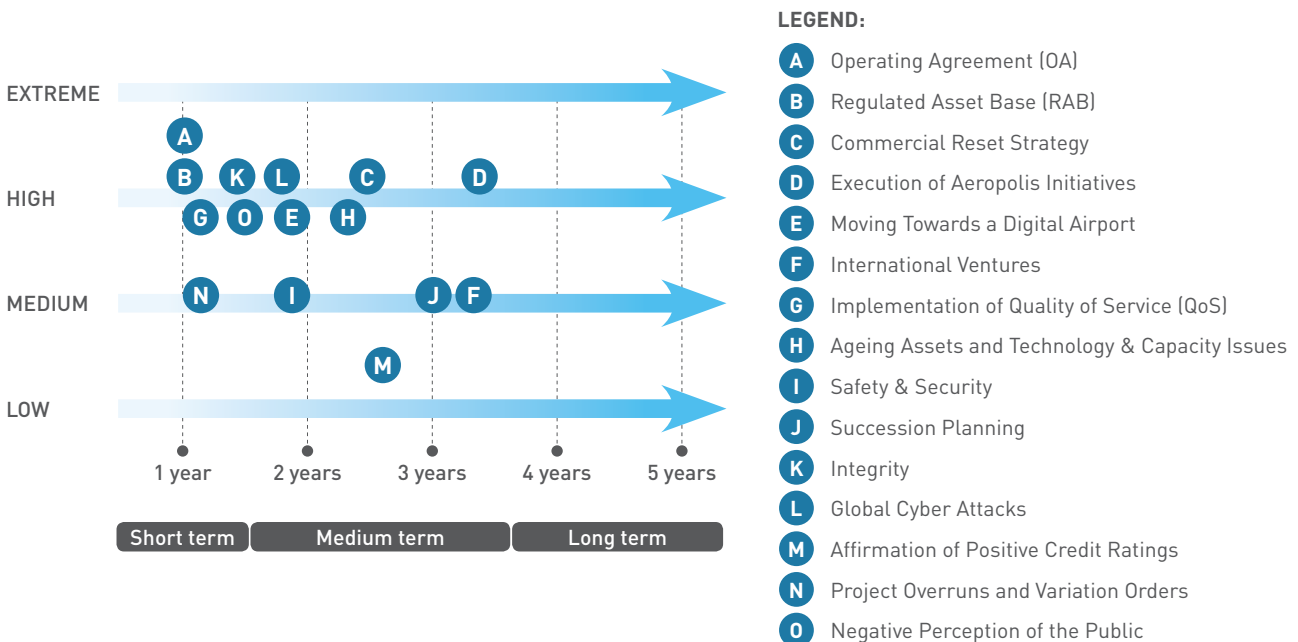 EXTREME
A
B K L C D
HIGH
G O E H
MEDIUM
N I J F
M
LOW
1 year 2 years 3 years 4 years 5 years
Short term Medium term Long term
LEGEND:
A Operating Agreement (OA)
B Regulated Asset Base (RAB)
C Commercial Reset Strategy
D Execution of Aeropolis Initiatives
E Moving Towards a Digital Airport
F International Ventures
G Implementation of Quality of Service (QoS)
H Ageing Assets and Technology & Capacity Issues
I Safety & Security
J Succession Planning
K Integrity
L Global Cyber Attacks
M Affirmation of Positive Credit Ratings
N Project Overruns and Variation Orders
O Negative Perception of the Public